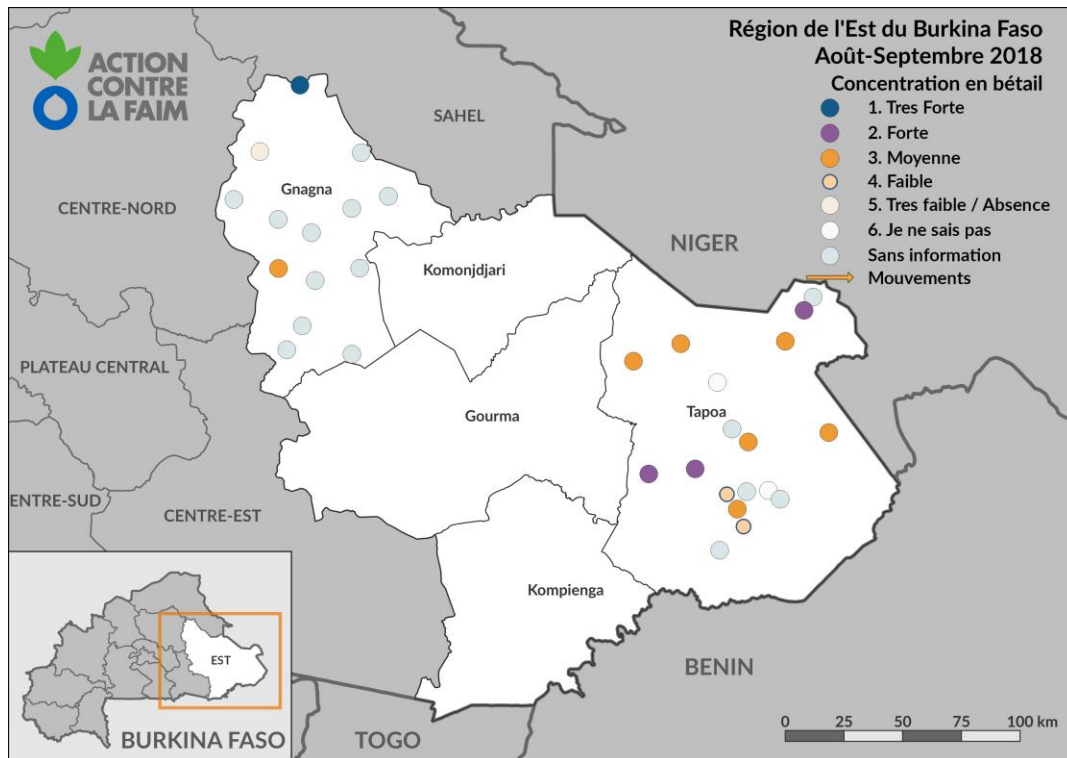 ACTION
CONTRE
LA FAIM
Région de l'Est du Burkina Faso
Août-Septembre 2018
Concentration en bétail
1. Tres Forte
2. Forte
3. Moyenne
4. Faible
5. Tres faible / Absence
6. Je ne sais pas
Sans information
Mouvements
SAHEL
Gnagna
CENTRE-NORD
NIGER
Komonjdjari
PLATEAU CENTRAL
Gourma
Tapoa
ENTRE-SUD
CENTRE-EST
Kompienga
EST
BENIN
BURKINA FASO
TOGO
0 25 50 75 100 km